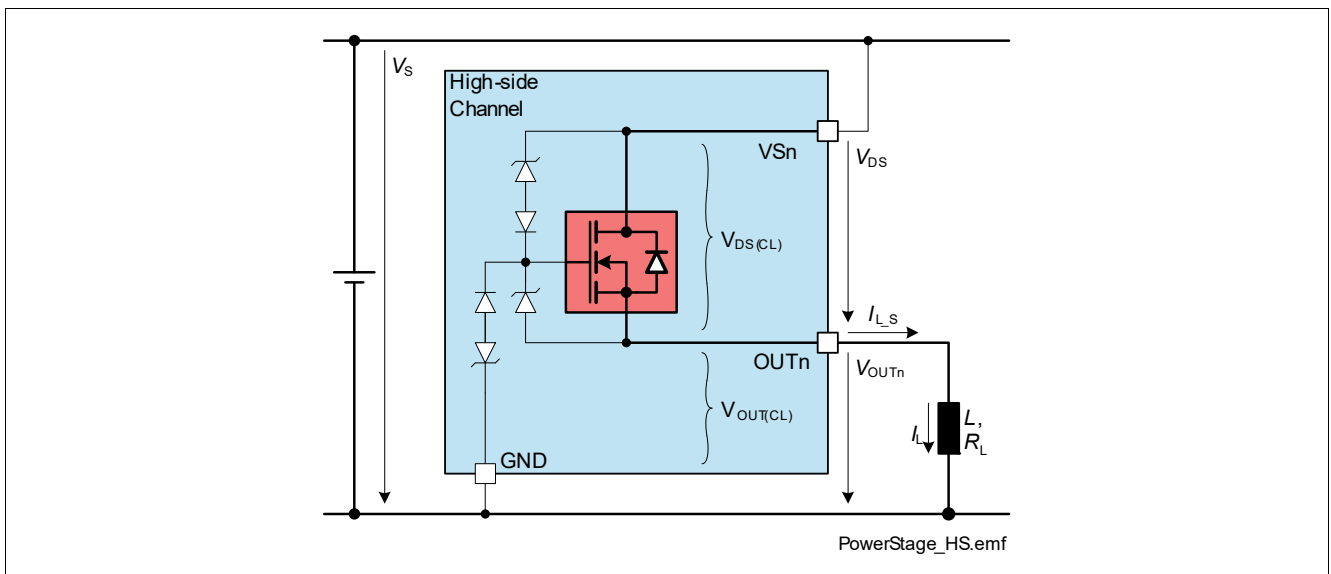 VS
High-side
Channel
VSn
VDS
VDS(CL)
IL_S
OUTn
VOUTn
VOUT(CL)
IL
L,
RL
GND
PowerStage_HS.emf